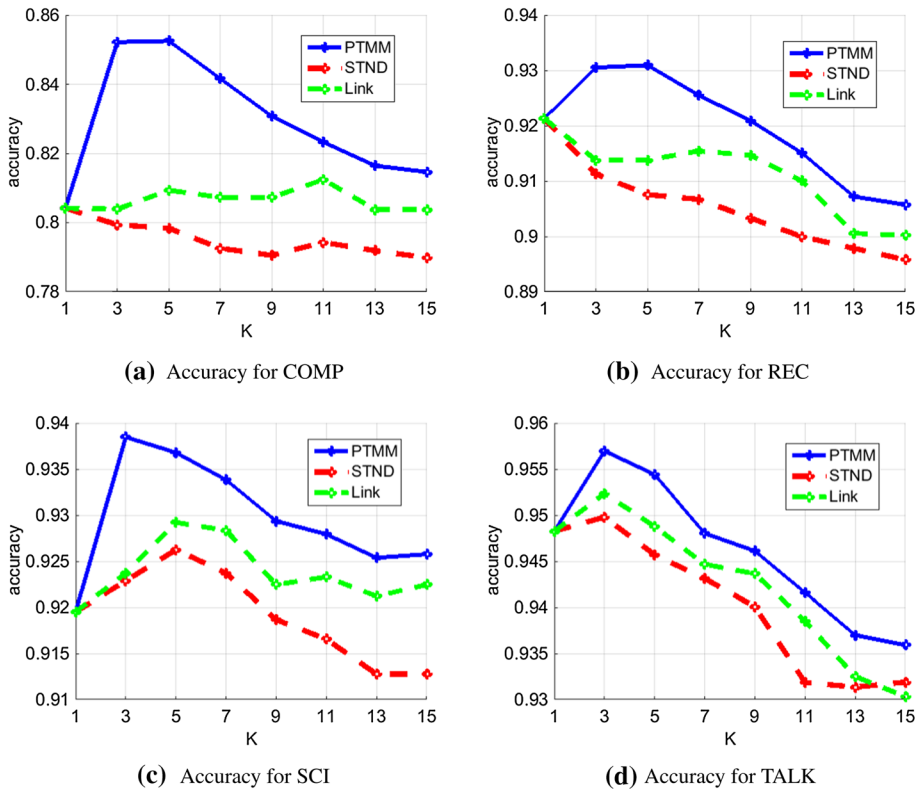 0.86
0.84
0.82
0.8
0.78
accuracy
PTMM
STND
Link
1 3 5 7 9 11 13 15
K
(a) Accuracy for COMP
0.94
0.93
0.92
0.91
0.9
0.89
accuracy
PTMM
STND
Link
1 3 5 7 9 11 13 15
K
(b) Accuracy for REC
0.94
0.935
0.93
0.925
0.92
0.915
0.91
accuracy
PTMM
STND
Link
1 3 5 7 9 11 13 15
K
(c) Accuracy for SCI
0.96
0.955
0.95
0.945
0.94
0.935
0.93
accuracy
PTMM
STND
Link
1 3 5 7 9 11 13 15
K
(d) Accuracy for TALK